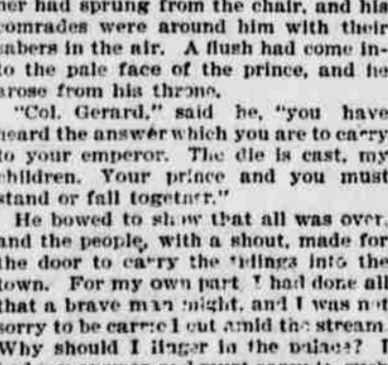 her had sprung from the chair, and his
comrades were around him with their
sabers in the air. A flush had come in-
to the pale face of the prince, and he
arose from his throne.
"Col. Gerard," said he, "you have
heard the answer which you are to carry
to your emperor. The die is cast, my
children. Your prince and you must
stand or fall together."
He bowed to show that all was over,
and the people, with a shout, made for
the door to carry the tidings into the
town. For my own part I had done all
that a brave man might, and I was not
sorry to be carried out amid the stream.
Why should I linger in the palace? I